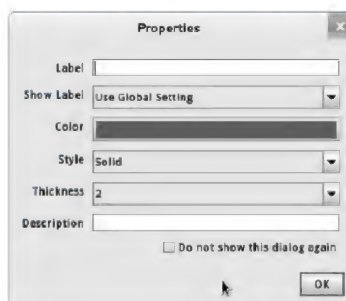 Properties
Label
Show Label Use Global Setting
Color
Style Solid
Thickness 2
Description
Do not show this dialog again
OK